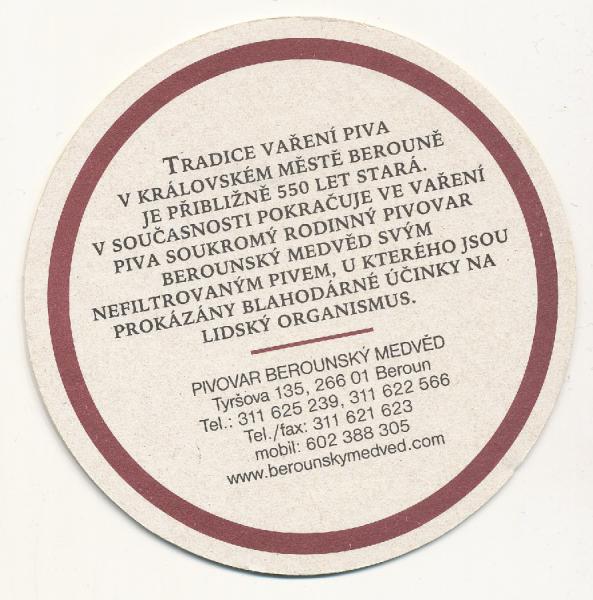 TRADICE VAŘENÍ PIVA
V KRÁLOVSKÉM MĚSTĚ BEROUNĚ
JE PŘIBLIŽNĚ 550 LET STARÁ.
V SOUČASNOSTI POKRAČUJE VE VAŘENÍ
PIVA SOUKROMÝ RODINNÝ PIVOVAR
BEROUNSKÝ MEDVĚD SVÝM
NEFILTROVANÝM PIVEM, U KTERÉHO JSOU
PROKÁZÁNY BLAHODÁRNÉ ÚČINKY NA
LIDSKÝ ORGANISMUS.
PIVOVAR BEROUNSKÝ MEDVĚD
Tyršova 135, 266 01 Beroun
Tel.: 311 625 239, 311 622 566
Tel./fax: 311 621 623
mobil: 602 388 305
www.berounskymedved.com